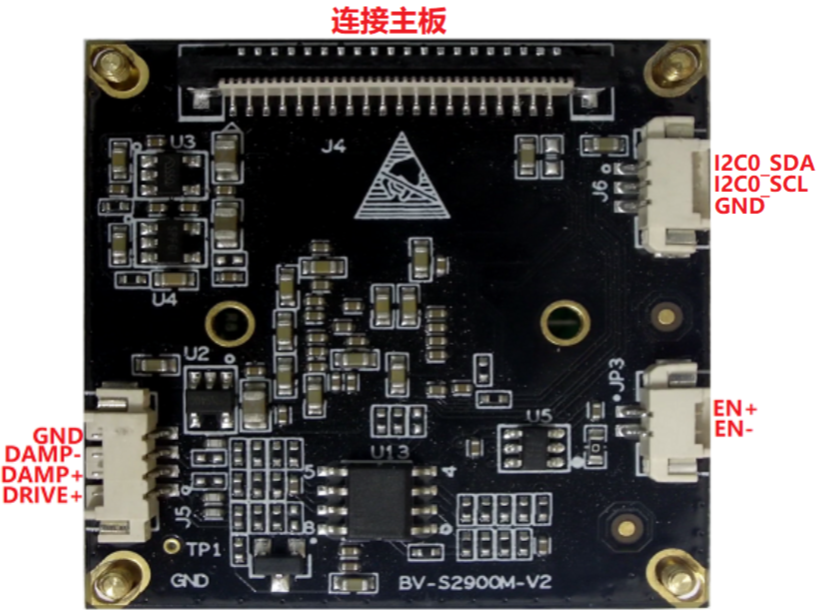 连接主板
U3
J4
I2C0_SDA
I2C0_SCL
GND
J6
U4
U2
JP3
EN+
EN-
GND
DAMP-
DAMP+
DRIVE+
J5
U5
U13
5
4
8
TP1
GND
BV-S2900M-V2